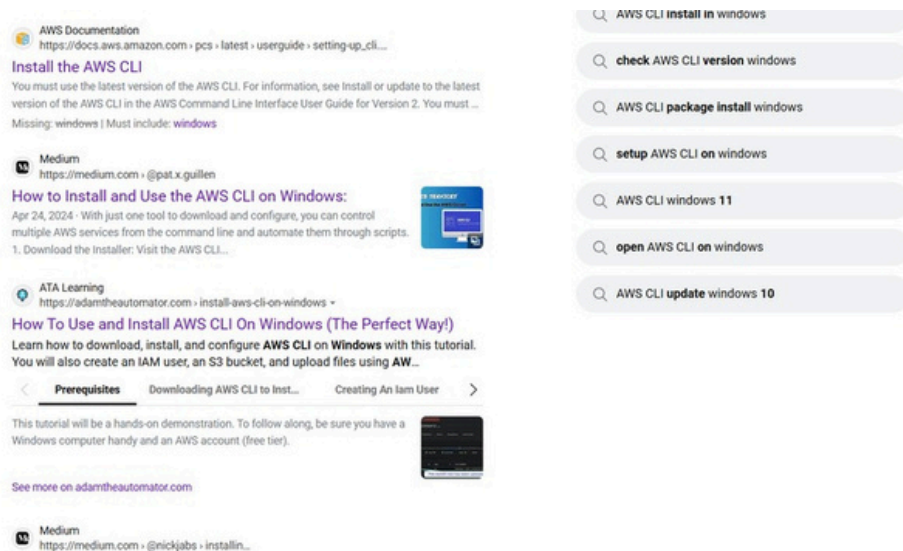 AWS Documentation
https://docs.aws.amazon.com › pcs › latest › userguide › setting-up_cli....
Install the AWS CLI
You must use the latest version of the AWS CLI. For information, see Install or update to the latest
version of the AWS CLI in the AWS Command Line Interface User Guide for Version 2. You must ...
Missing: windows | Must include: windows
Medium
https://medium.com › @pat.x.guillen
How to Install and Use the AWS CLI on Windows:
Apr 24, 2024 · With just one tool to download and configure, you can control
multiple AWS services from the command line and automate them through scripts.
1. Download the Installer: Visit the AWS CLI...
ATA Learning
https://adamtheautomator.com › install-aws-cli-on-windows
How To Use and Install AWS CLI On Windows (The Perfect Way!)
Learn how to download, install, and configure AWS CLI on Windows with this tutorial.
You will also create an IAM user, an S3 bucket, and upload files using AW...
Prerequisites
Downloading AWS CLI to Inst...
Creating An Iam User
This tutorial will be a hands-on demonstration. To follow along, be sure you have a
Windows computer handy and an AWS account (free tier).
See more on adamtheautomator.com
Medium
https://medium.com › @nickjabs › installin...
AWS CLI install in windows
check AWS CLI version windows
AWS CLI package install windows
setup AWS CLI on windows
AWS CLI windows 11
open AWS CLI on windows
AWS CLI update windows 10